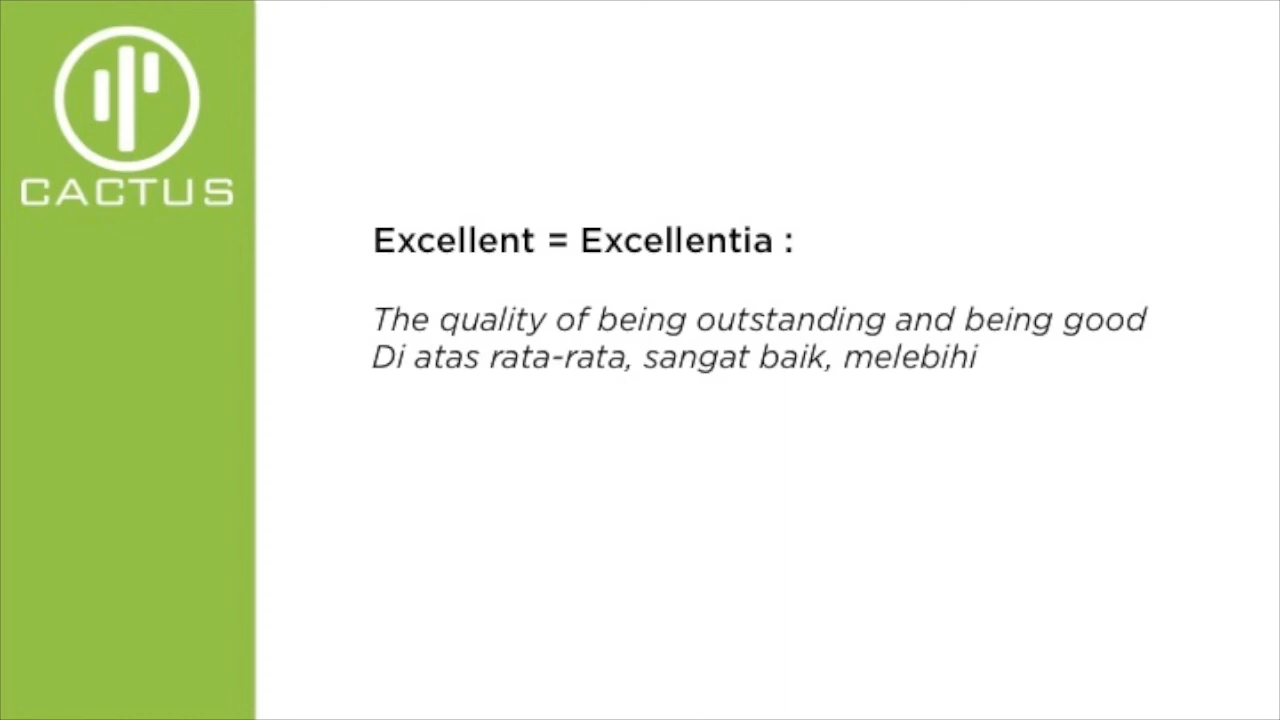 CACTUS
Excellent = Excellentia :
The quality of being outstanding and being good
Di atas rata-rata, sangat baik, melebihi